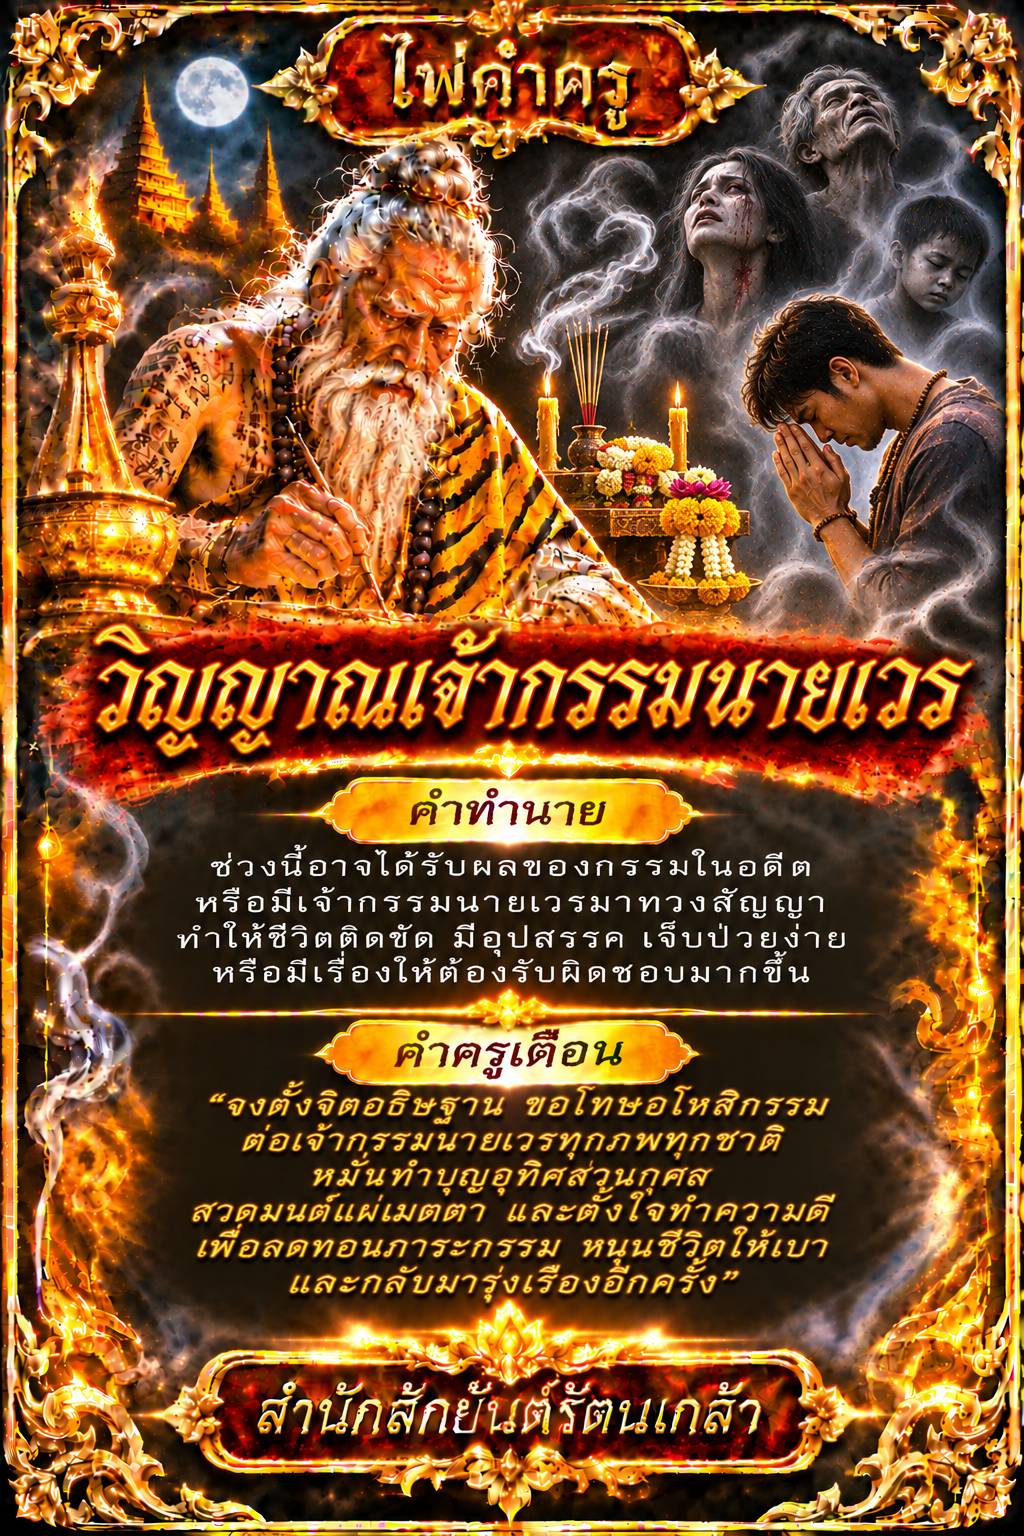 ไพ่คำครู
วิญญาณเจ้ากรรมนายเวร
คำทำนาย
ช่วงนี้อาจได้รับผลของกรรมในอดีต
หรือมีเจ้ากรรมนายเวรมาทวงสัญญา
ทำให้ชีวิตติดขัด มีอุปสรรค เจ็บป่วยง่าย
หรือมีเรื่องให้ต้องรับผิดชอบมากขึ้น
คำครูเตือน
“จงตั้งจิตอธิษฐาน ขอโทษอโหสิกรรม
ต่อเจ้ากรรมนายเวรทุกภพทุกชาติ
หมั่นทำบุญอุทิศส่วนกุศล
สวดมนต์แผ่เมตตา และตั้งใจทำความดี
เพื่อลดทอนภาระกรรม หนุนชีวิตให้เบา
และกลับมารุ่งเรืองอีกครั้ง”
สำนักสักยันต์รัตนเกล้า